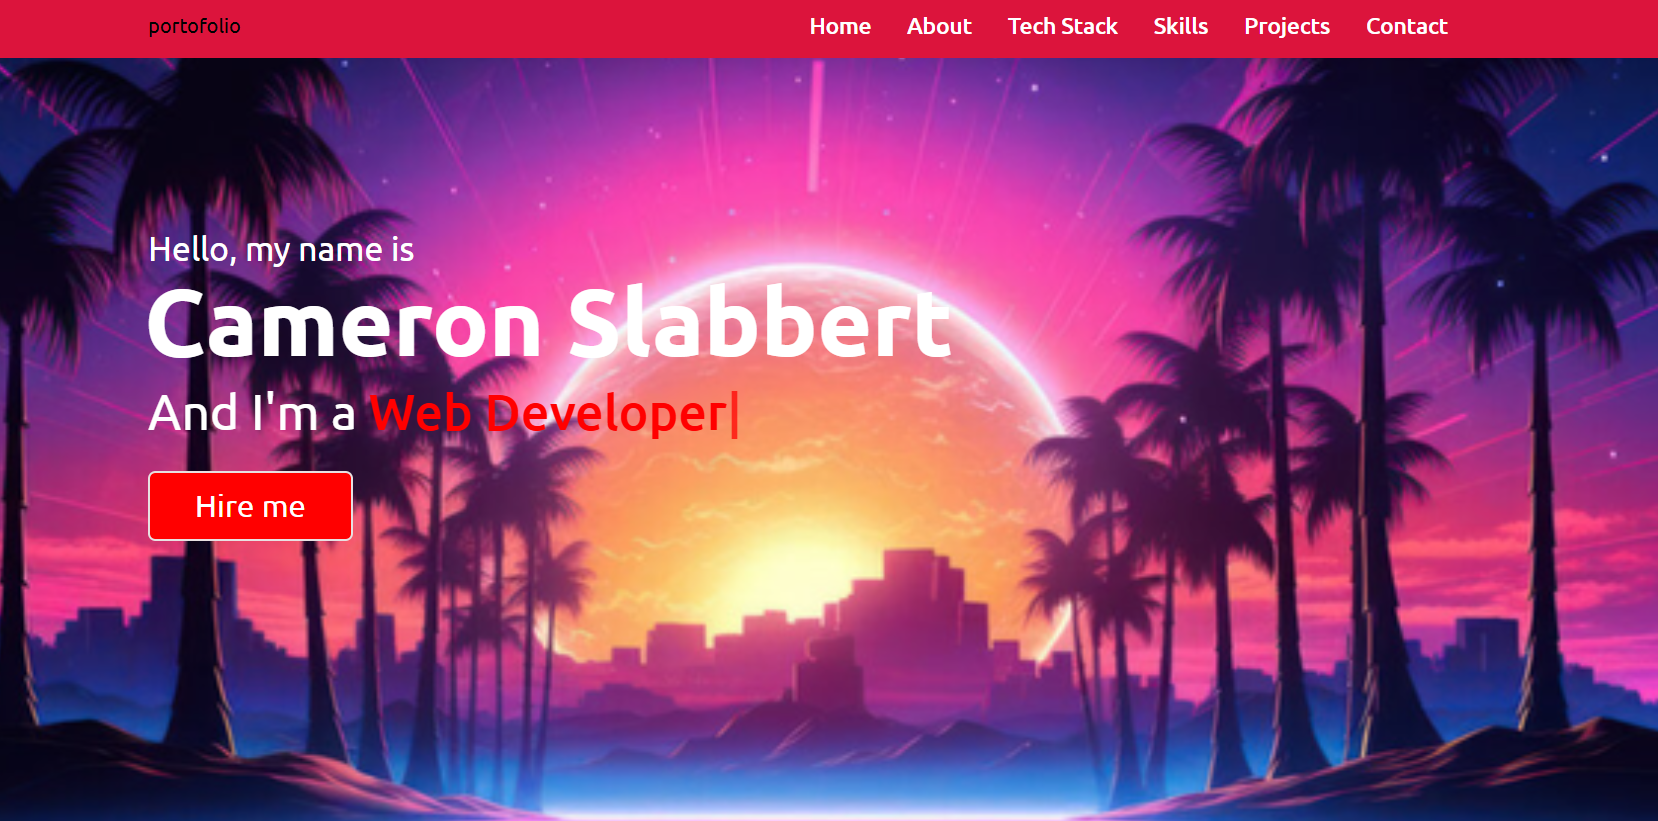 portofolio
Home About Tech Stack Skills Projects Contact
Hello, my name is
Cameron Slabbert
And I'm a Web Developer|
Hire me